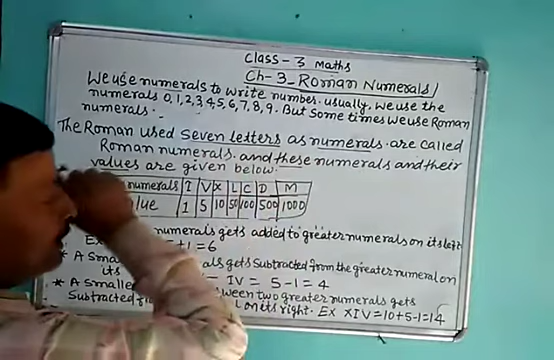 Class - 3 Maths
Ch-3-Roman Numerals/
We use numerals to write number. usually, we use the
numerals 0,1,2,3,4,5,6,7,8,9. But Some times we use Roman
numerals.
The Roman used seven letters as numerals. are called
Roman numerals. and these numerals and their
values are given below.
numerals I V X L C D M
1 5 10 50 100 500 1000
numerals gets added to greater numerals on its left
Ex +1=6
* A Sma als gets Subtracted from the greater numeral on
its IV = 5-1=4
* A Smalle ween two greater numerals gets
Subtracted on its right. Ex XIV=10+5-1=14